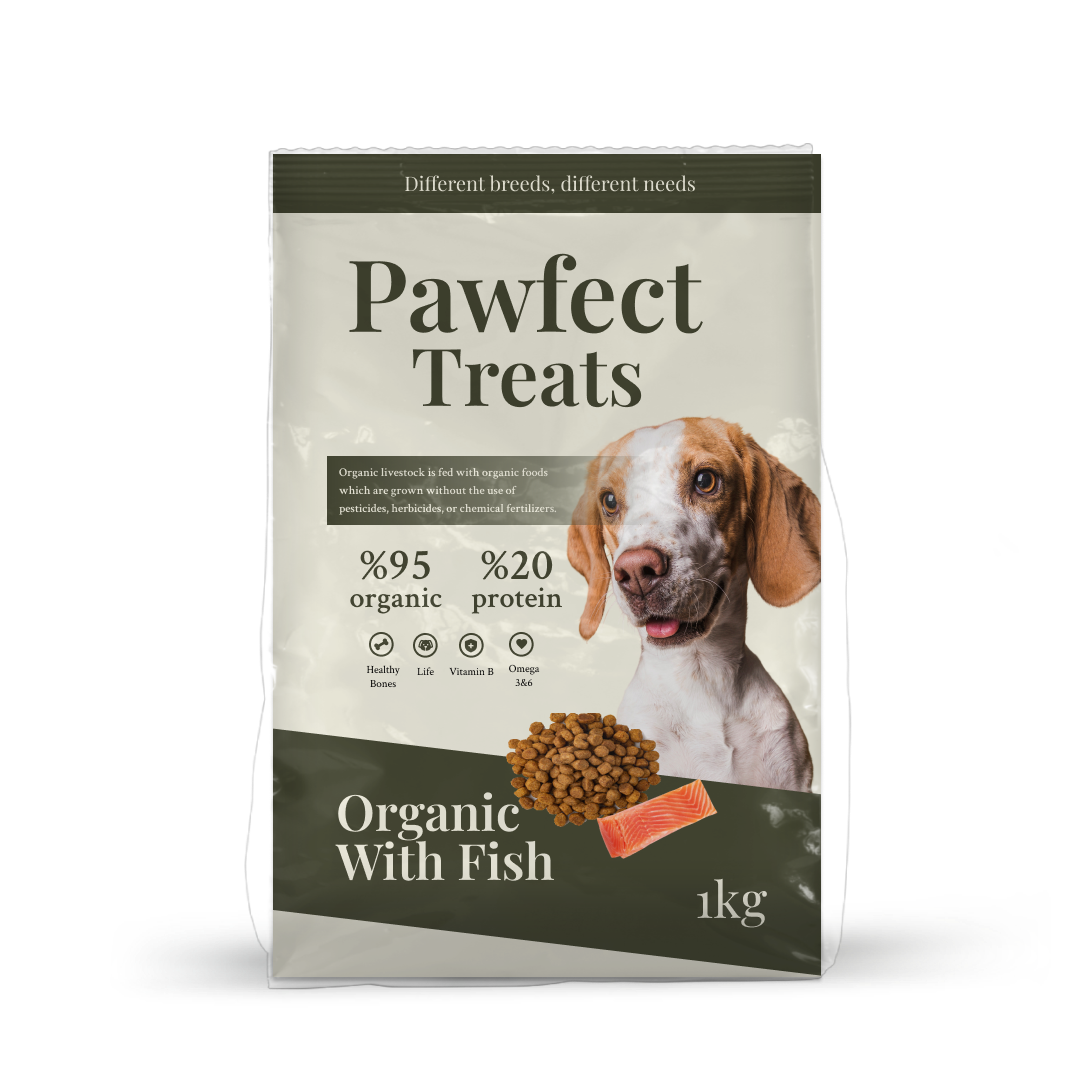 Different breeds, different needs
Pawfect
Treats
Organic livestock is fed with organic foods
which are grown without the use of
pesticides, herbicides, or chemical fertilizers.
%95
organic
%20
protein
Healthy
Bones
Life
Vitamin B
Omega
3&6
Organic
With Fish
1kg